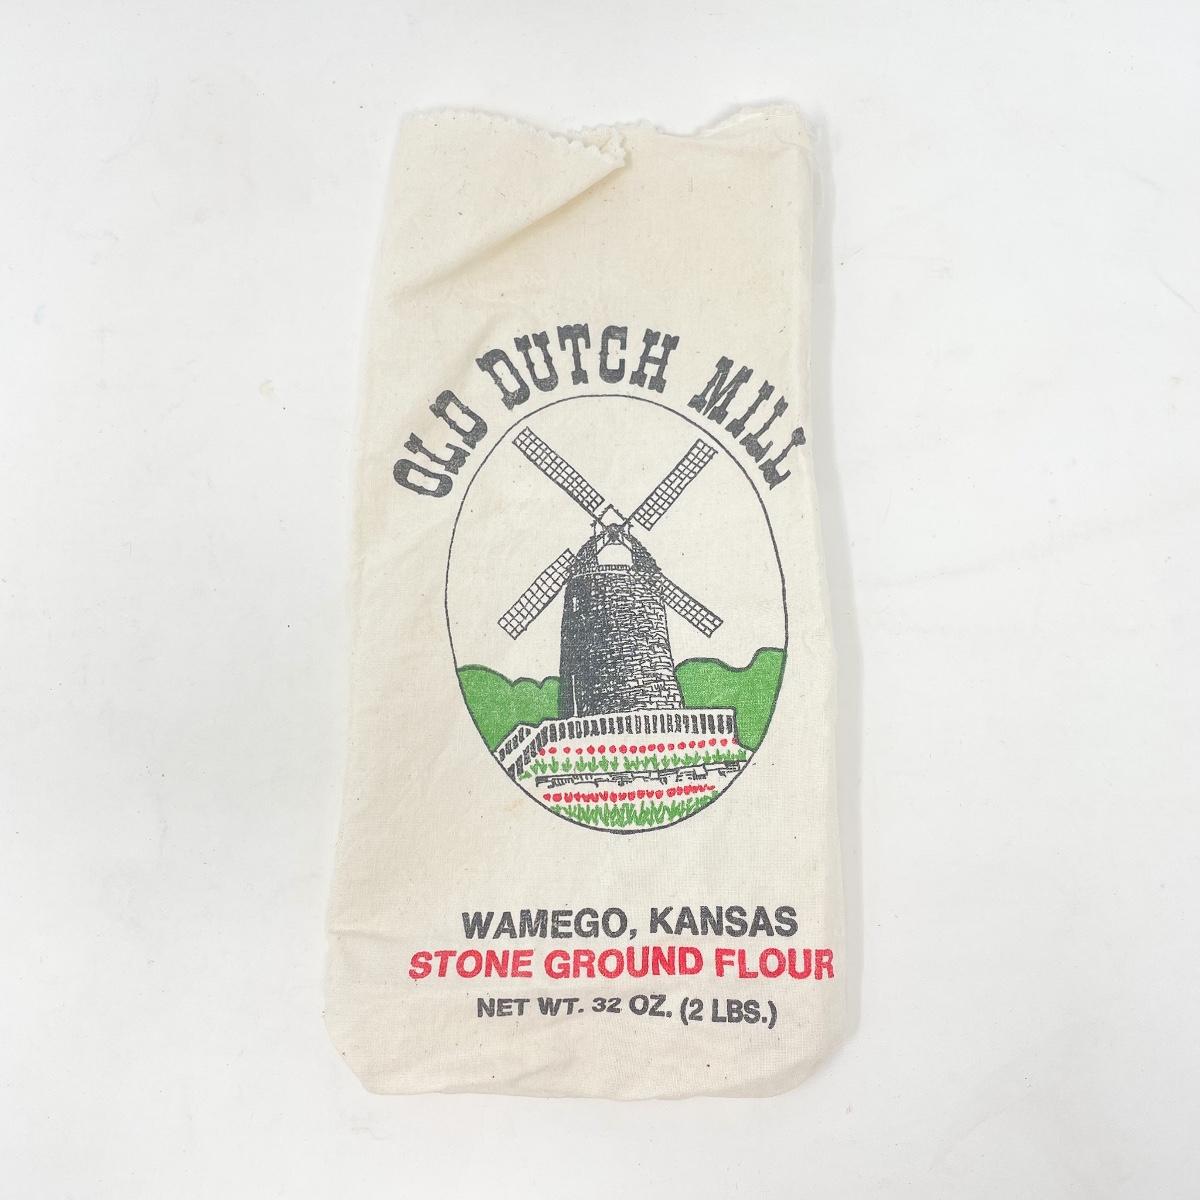 OLD DUTCH MILL
WAMEGO, KANSAS
STONE GROUND FLOUR
NET WT. 32 OZ. (2 LBS.)